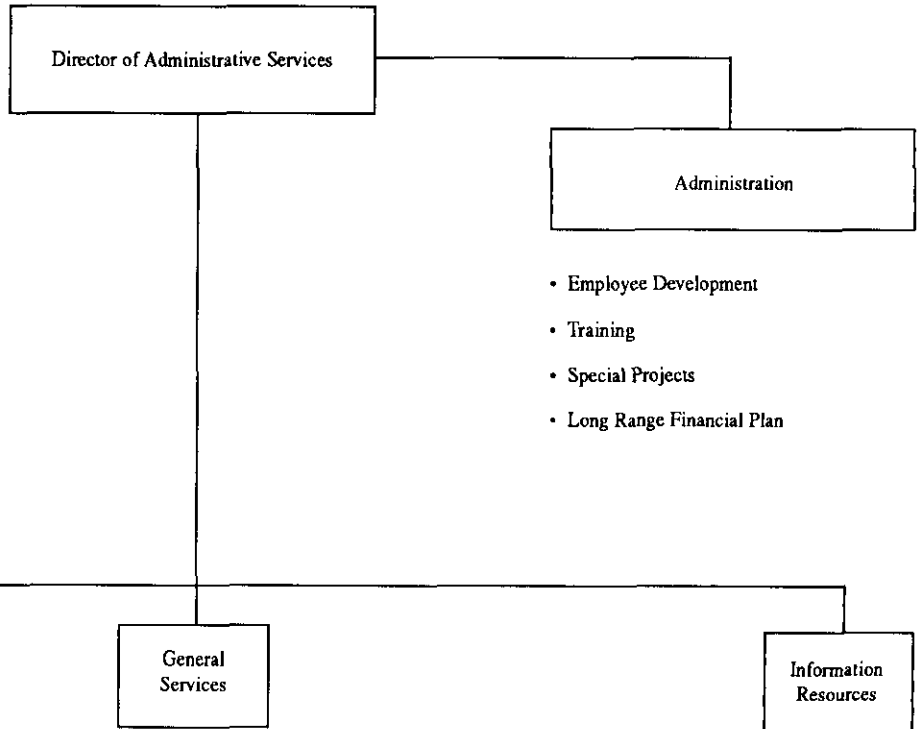 Director of Administrative Services
Administration
• Employee Development
• Training
• Special Projects
• Long Range Financial Plan
General
Services
Information
Resources